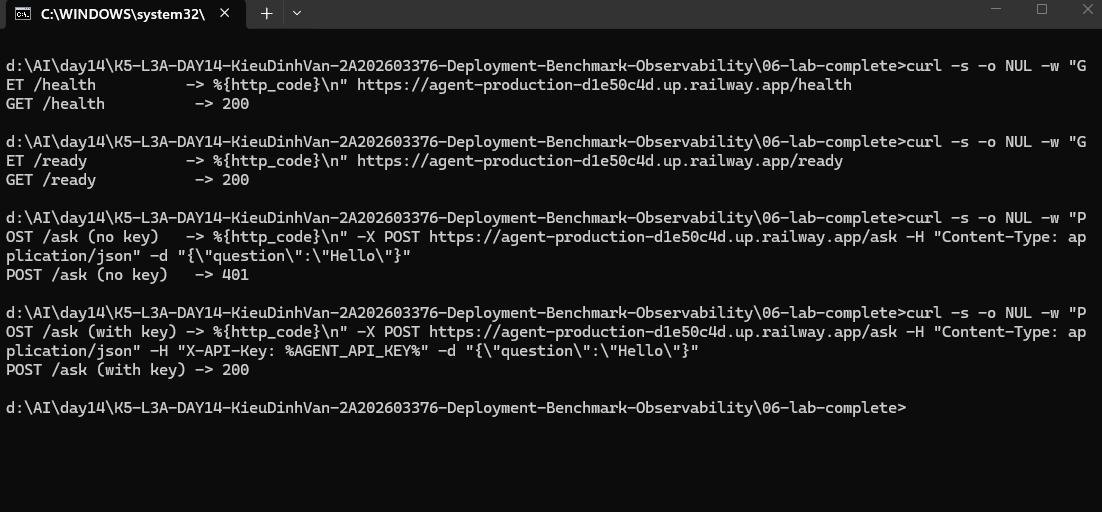 C:\WINDOWS\system32\
d:\AI\day14\K5-L3A-DAY14-KieuDinhVan-2A202603376-Deployment-Benchmark-Observability\06-lab-complete>curl -s -o NUL -w "G
ET /health          -> %{http_code}\n" https://agent-production-d1e50c4d.up.railway.app/health
GET /health          -> 200
d:\AI\day14\K5-L3A-DAY14-KieuDinhVan-2A202603376-Deployment-Benchmark-Observability\06-lab-complete>curl -s -o NUL -w "G
ET /ready           -> %{http_code}\n" https://agent-production-d1e50c4d.up.railway.app/ready
GET /ready           -> 200
d:\AI\day14\K5-L3A-DAY14-KieuDinhVan-2A202603376-Deployment-Benchmark-Observability\06-lab-complete>curl -s -o NUL -w "P
OST /ask (no key)   -> %{http_code}\n" -X POST https://agent-production-d1e50c4d.up.railway.app/ask -H "Content-Type: ap
plication/json" -d "{\"question\":\"Hello\"}"
POST /ask (no key)   -> 401
d:\AI\day14\K5-L3A-DAY14-KieuDinhVan-2A202603376-Deployment-Benchmark-Observability\06-lab-complete>curl -s -o NUL -w "P
OST /ask (with key) -> %{http_code}\n" -X POST https://agent-production-d1e50c4d.up.railway.app/ask -H "Content-Type: ap
plication/json" -H "X-API-Key: %AGENT_API_KEY%" -d "{\"question\":\"Hello\"}"
POST /ask (with key) -> 200
d:\AI\day14\K5-L3A-DAY14-KieuDinhVan-2A202603376-Deployment-Benchmark-Observability\06-lab-complete>